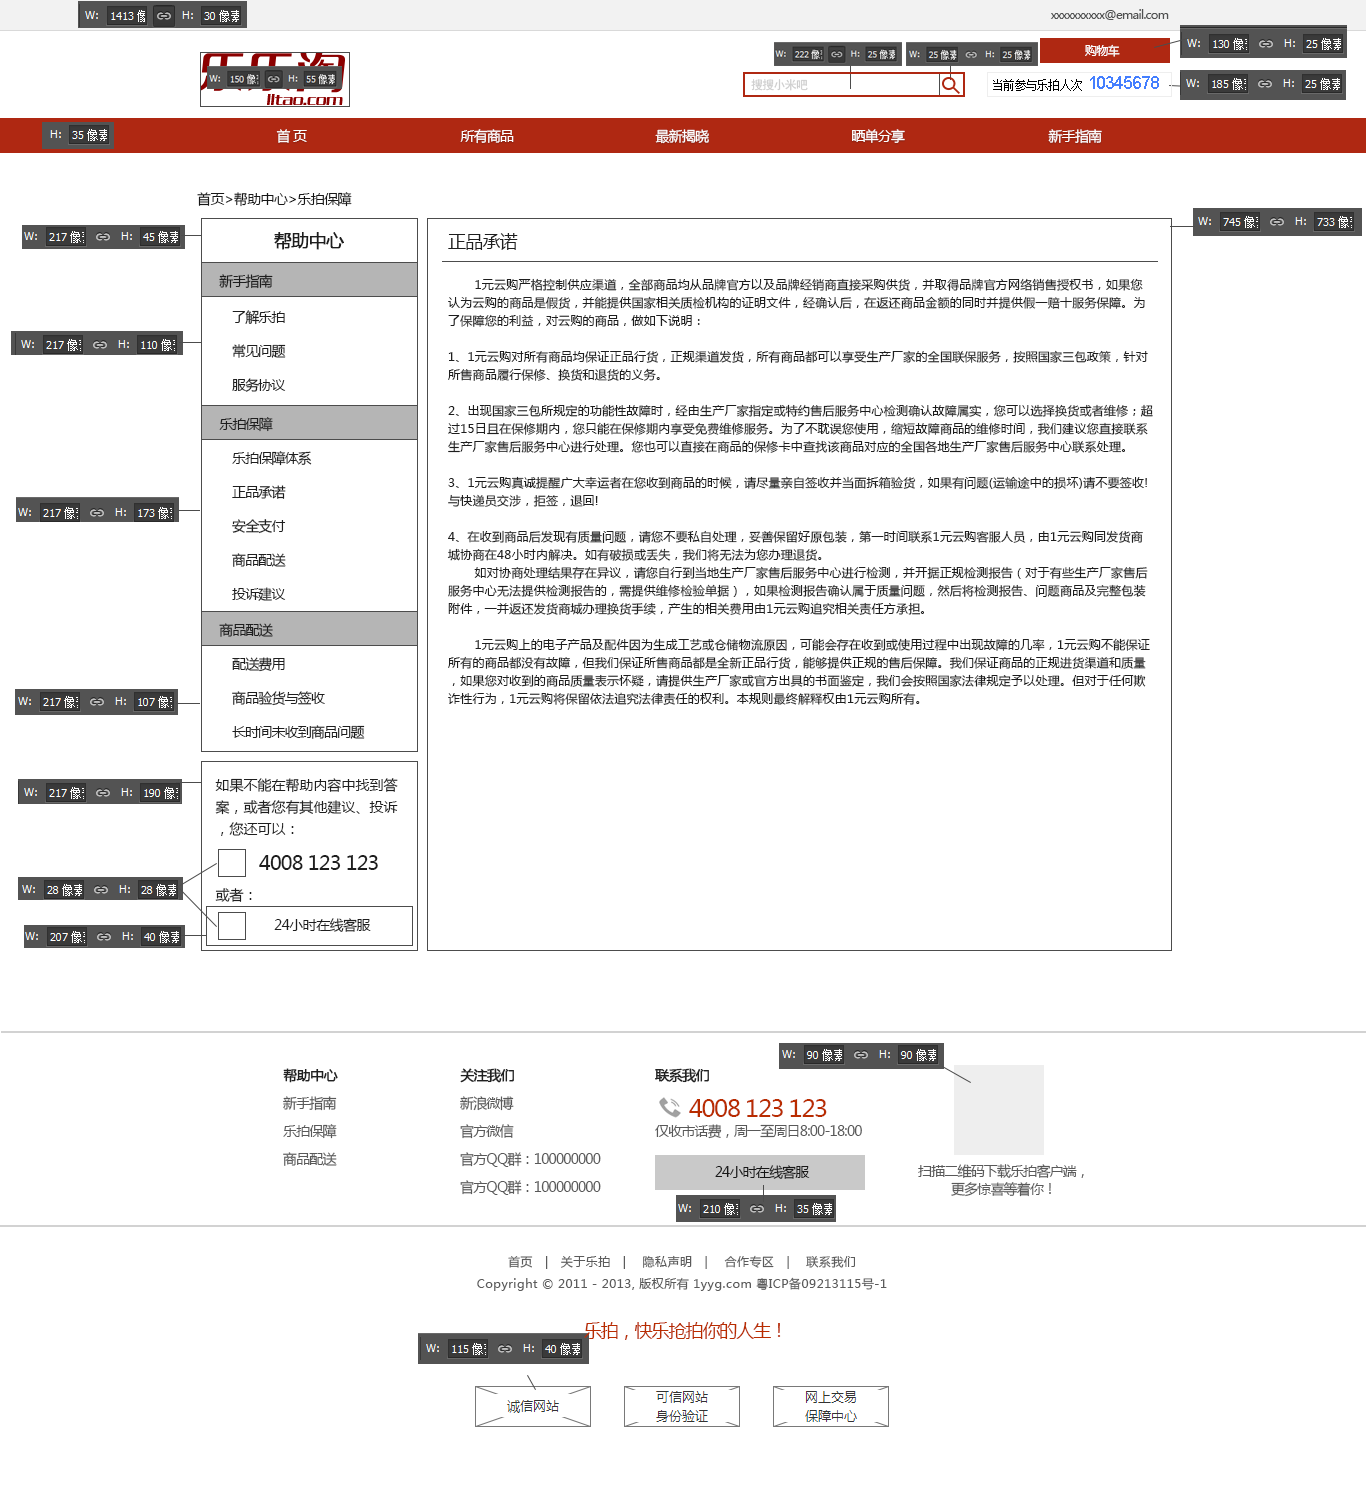 W: 1413 像 H: 30 像素
xxxxxxxxxx@email.com
乐乐淘
lltao.com
W: 150 像素 H: 55 像素
W: 222 像 H: 25 像素
W: 25 像素 H: 25 像素
购物车
W: 130 像 H: 25 像
搜搜小米吧
当前参与乐拍人次 10345678
W: 185 像 H: 25 像
H: 35 像素
首 页
所有商品
最新揭晓
晒单分享
新手指南
首页>帮助中心>乐拍保障
W: 745 像 H: 733 像
W: 217 像 H: 45 像素
帮助中心
新手指南
了解乐拍
常见问题
服务协议
W: 217 像 H: 110 像
乐拍保障
乐拍保障体系
正品承诺
安全支付
商品配送
投诉建议
W: 217 像 H: 173 像
商品配送
配送费用
商品验货与签收
长时间未收到商品问题
W: 217 像 H: 107 像
正品承诺
1元云购严格控制供应渠道，全部商品均从品牌官方以及品牌经销商直接采购供货，并取得品牌官方网络销售授权书，如果您
认为云购的商品是假货，并能提供国家相关质检机构的证明文件，经确认后，在返还商品金额的同时并提供假一赔十服务保障。为
了保障您的利益，对云购的商品，做如下说明：
1、1元云购对所有商品均保证正品行货，正规渠道发货，所有商品都可以享受生产厂家的全国联保服务，按照国家三包政策，针对
所售商品履行保修、换货和退货的义务。
2、出现国家三包所规定的功能性故障时，经由生产厂家指定或特约售后服务中心检测确认故障属实，您可以选择换货或者维修；超
过15日且在保修期内，您只能在保修期内享受免费维修服务。为了不耽误您使用，缩短故障商品的维修时间，我们建议您直接联系
生产厂家售后服务中心进行处理。您也可以直接在商品的保修卡中查找该商品对应的全国各地生产厂家售后服务中心联系处理。
3、1元云购真诚提醒广大幸运者在您收到商品的时候，请尽量亲自签收并当面拆箱验货，如果有问题(运输途中的损坏)请不要签收!
与快递员交涉，拒签，退回!
4、在收到商品后发现有质量问题，请您不要私自处理，妥善保留好原包装，第一时间联系1元云购客服人员，由1元云购同发货商
城协商在48小时内解决。如有破损或丢失，我们将无法为您办理退货。
如对协商处理结果存在异议，请您自行到当地生产厂家售后服务中心进行检测，并开据正规检测报告（对于有些生产厂家售后
服务中心无法提供检测报告的，需提供维修检验单据），如果检测报告确认属于质量问题，然后将检测报告、问题商品及完整包装
附件，一并返还发货商城办理换货手续，产生的相关费用由1元云购追究相关责任方承担。
1元云购上的电子产品及配件因为生成工艺或仓储物流原因，可能会存在收到或使用过程中出现故障的几率，1元云购不能保证
所有的商品都没有故障，但我们保证所售商品都是全新正品行货，能够提供正规的售后保障。我们保证商品的正规进货渠道和质量
，如果您对收到的商品质量表示怀疑，请提供生产厂家或官方出具的书面鉴定，我们会按照国家法律规定予以处理。但对于任何欺
诈性行为，1元云购将保留依法追究法律责任的权利。本规则最终解释权由1元云购所有。
W: 217 像 H: 190 像
如果不能在帮助内容中找到答
案，或者您有其他建议、投诉
，您还可以：
4008 123 123
W: 28 像素 H: 28 像素
或者：
24小时在线客服
W: 207 像 H: 40 像素
帮助中心
新手指南
乐拍保障
商品配送
关注我们
新浪微博
官方微信
官方QQ群：100000000
官方QQ群：100000000
联系我们
4008 123 123
仅收市话费，周一至周日8:00-18:00
24小时在线客服
W: 210 像 H: 35 像素
W: 90 像素 H: 90 像素
扫描二维码下载乐拍客户端，
更多惊喜等着你！
首页 | 关于乐拍 | 隐私声明 | 合作专区 | 联系我们
Copyright © 2011 - 2013, 版权所有 1yyg.com 粤ICP备09213115号-1
乐拍，快乐抢拍你的人生！
W: 115 像 H: 40 像素
诚信网站
可信网站
身份验证
网上交易
保障中心